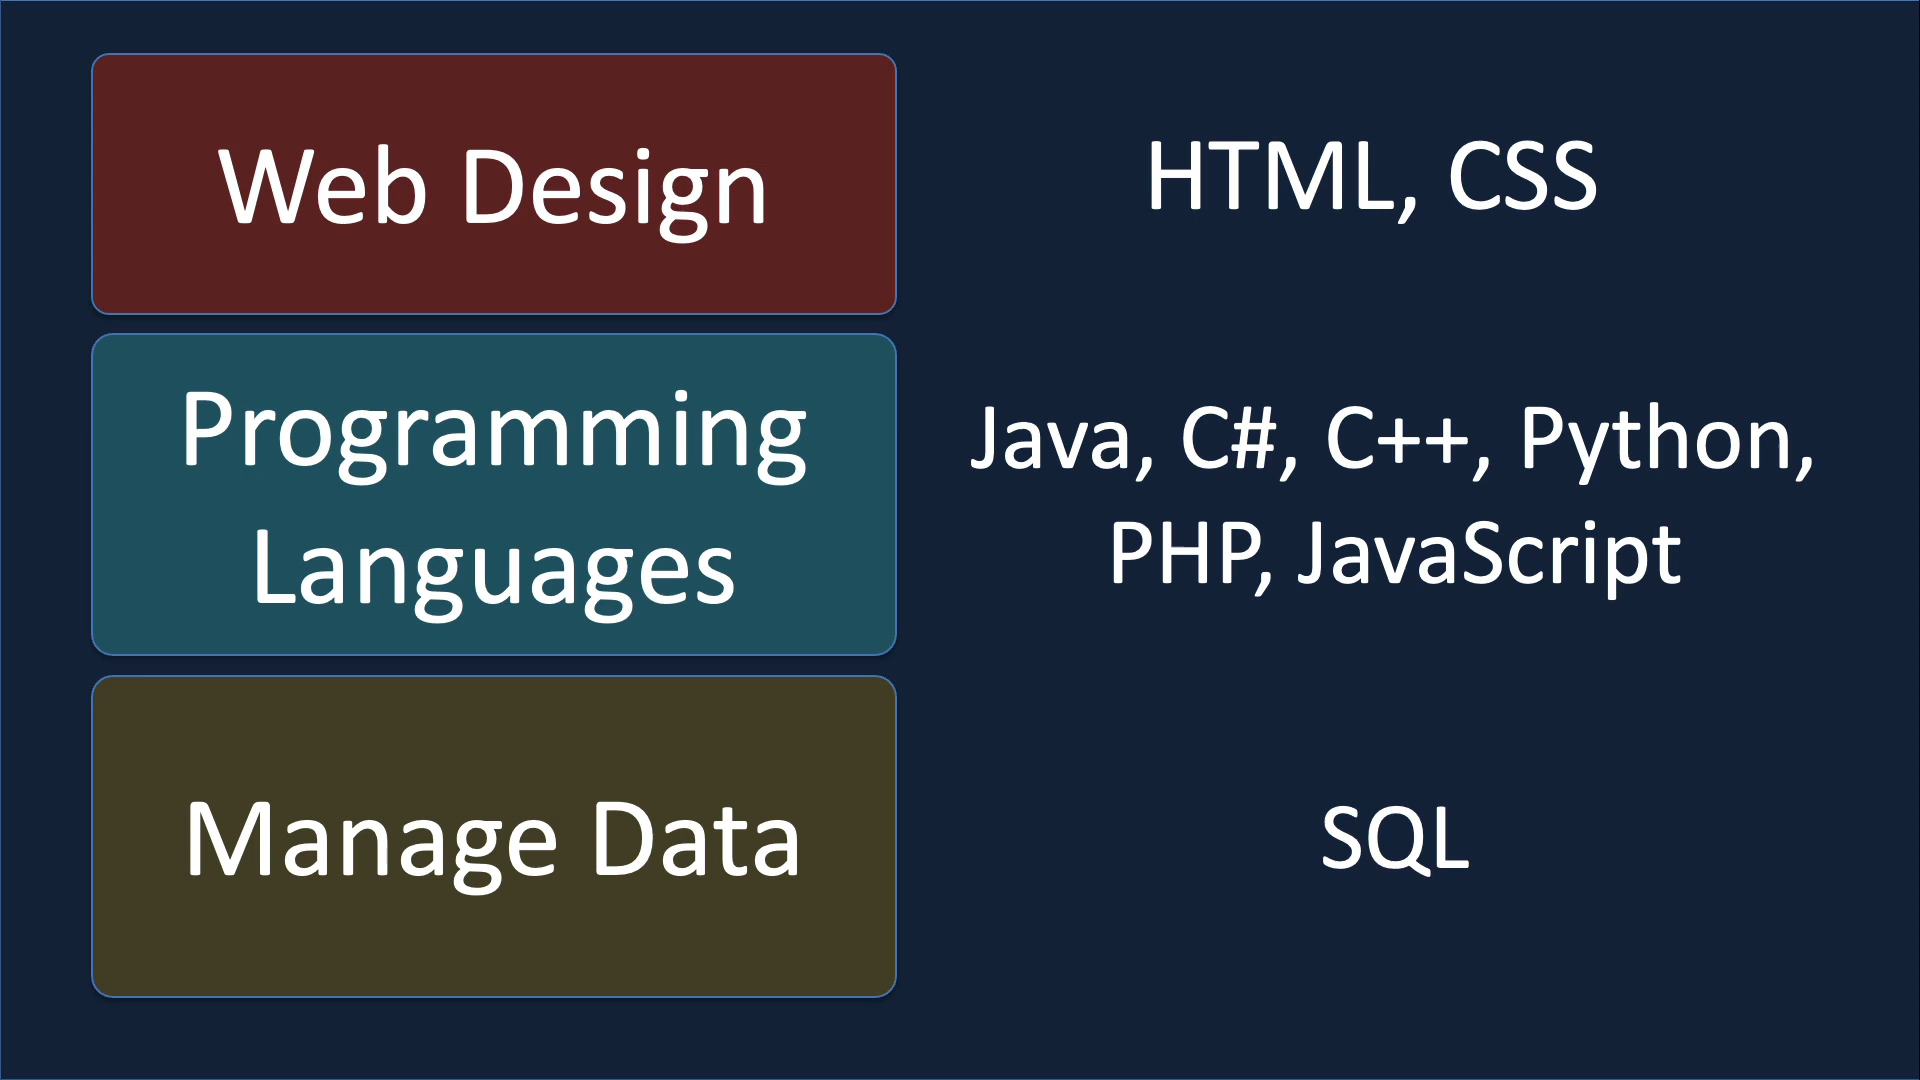 Web Design
HTML, CSS
Programming
Languages
Java, C#, C++, Python,
PHP, JavaScript
Manage Data
SQL